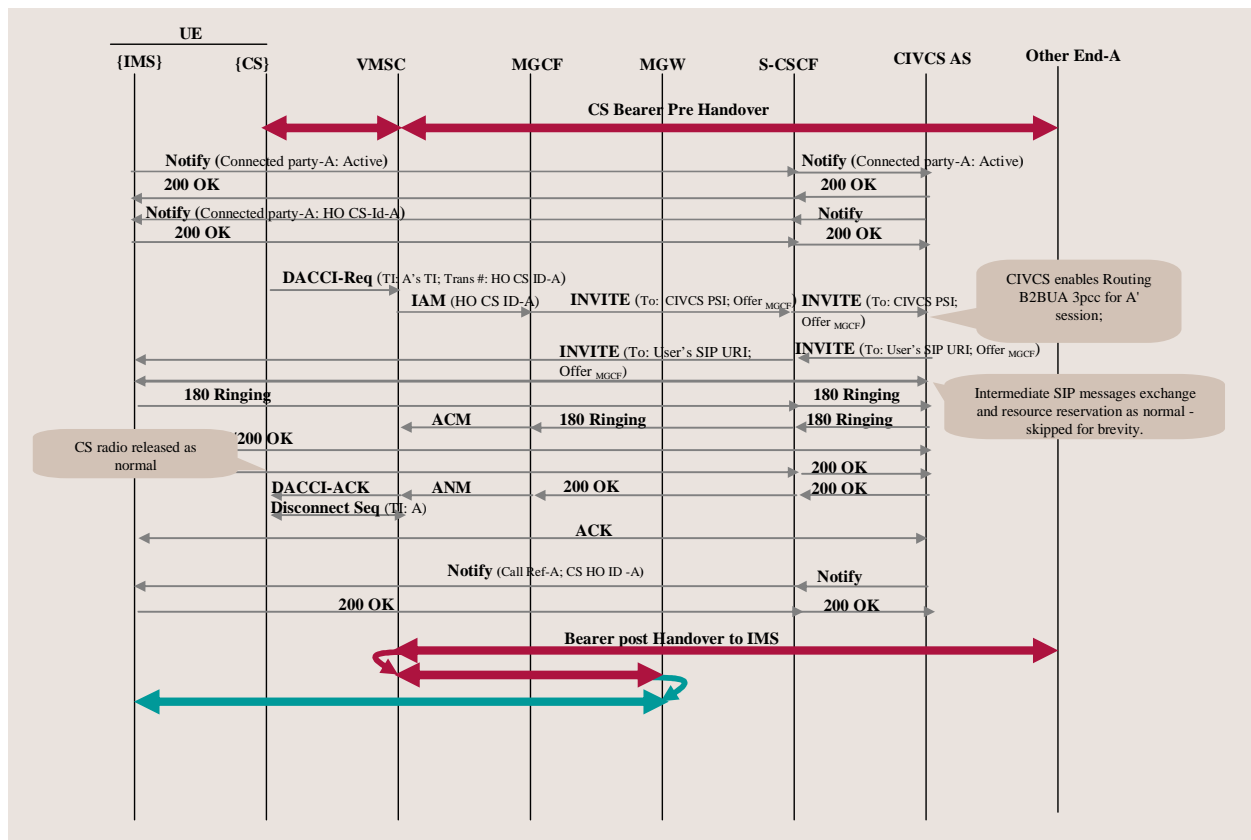 UE
{IMS} {CS} VMSC MGCF MGW S-CSCF CIVCS AS Other End-A
CS Bearer Pre Handover
Notify (Connected party-A: Active) Notify (Connected party-A: Active)
200 OK 200 OK
Notify (Connected party-A: HO CS-Id-A) Notify
200 OK 200 OK
DACCI-Req (TI: A's TI; Trans #: HO CS ID-A)
IAM (HO CS ID-A) INVITE (To: CIVCS PSI; Offer MGCF) INVITE (To: CIVCS PSI;
Offer MGCF)
CIVCS enables Routing
B2BUA 3pcc for A'
session;
INVITE (To: User's SIP URI; INVITE (To: User's SIP URI; Offer MGCF)
Offer MGCF)
180 Ringing 180 Ringing
Intermediate SIP messages exchange
and resource reservation as normal -
skipped for brevity.
ACM 180 Ringing 180 Ringing
/200 OK
CS radio released as
normal
200 OK
DACCI-ACK ANM 200 OK 200 OK
Disconnect Seq (TI: A)
ACK
Notify (Call Ref-A; CS HO ID -A) Notify
200 OK 200 OK
Bearer post Handover to IMS